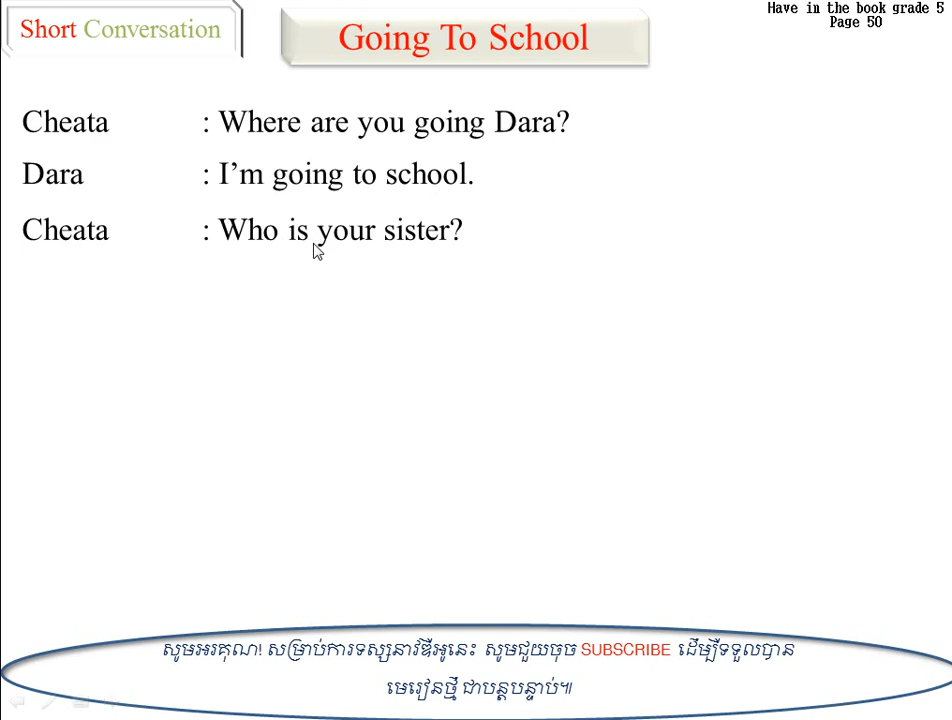 Short Conversation
Going To School
Have in the book grade 5
Page 50
Cheata : Where are you going Dara?
Dara : I’m going to school.
Cheata : Who is your sister?
សូមអរគុណ! សម្រាប់ការទស្សនាវីឌីអូនេះ សូមជួយចុច SUBSCRIBE ដើម្បីទទួលបាន
មេរៀនថ្មី ជាបន្តបន្ទាប់៕